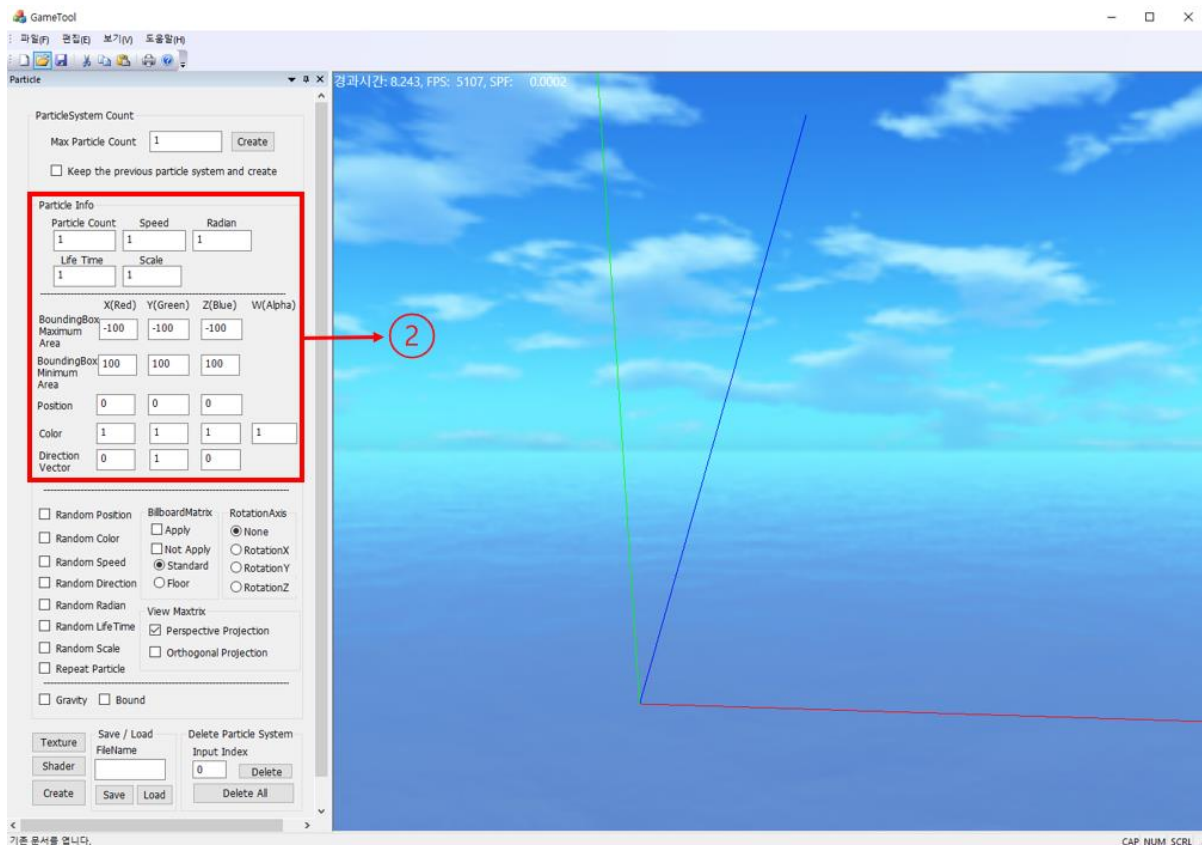 GameTool
파일(F) 편집(E) 보기(V) 도움말(H)
Particle
경과시간: 8.243, FPS: 5107, SPF: 0.0002
ParticleSystem Count
Max Particle Count 1 Create
Keep the previous particle system and create
Particle Info
Particle Count Speed Radian
1 1 1
Life Time Scale
1 1
X(Red) Y(Green) Z(Blue) W(Alpha)
BoundingBox
Maximum
Area
-100 -100 -100
②
BoundingBox
Minimum
Area
100 100 100
Position 0 0 0
Color 1 1 1 1
Direction
Vector
0 1 0
Random Position
Random Color
Random Speed
Random Direction
Random Radian
Random LifeTime
Random Scale
Repeat Particle
BillboardMatrix
Apply
Not Apply
Standard
Floor
RotationAxis
None
RotationX
RotationY
RotationZ
View Maxtrix
Perspective Projection
Orthogonal Projection
Gravity Bound
Texture
Shader
Create
Save / Load
FileName
Save Load
Delete Particle System
Input Index
0 Delete
Delete All
기존 문서를 엽니다.
CAP NUM SCRL